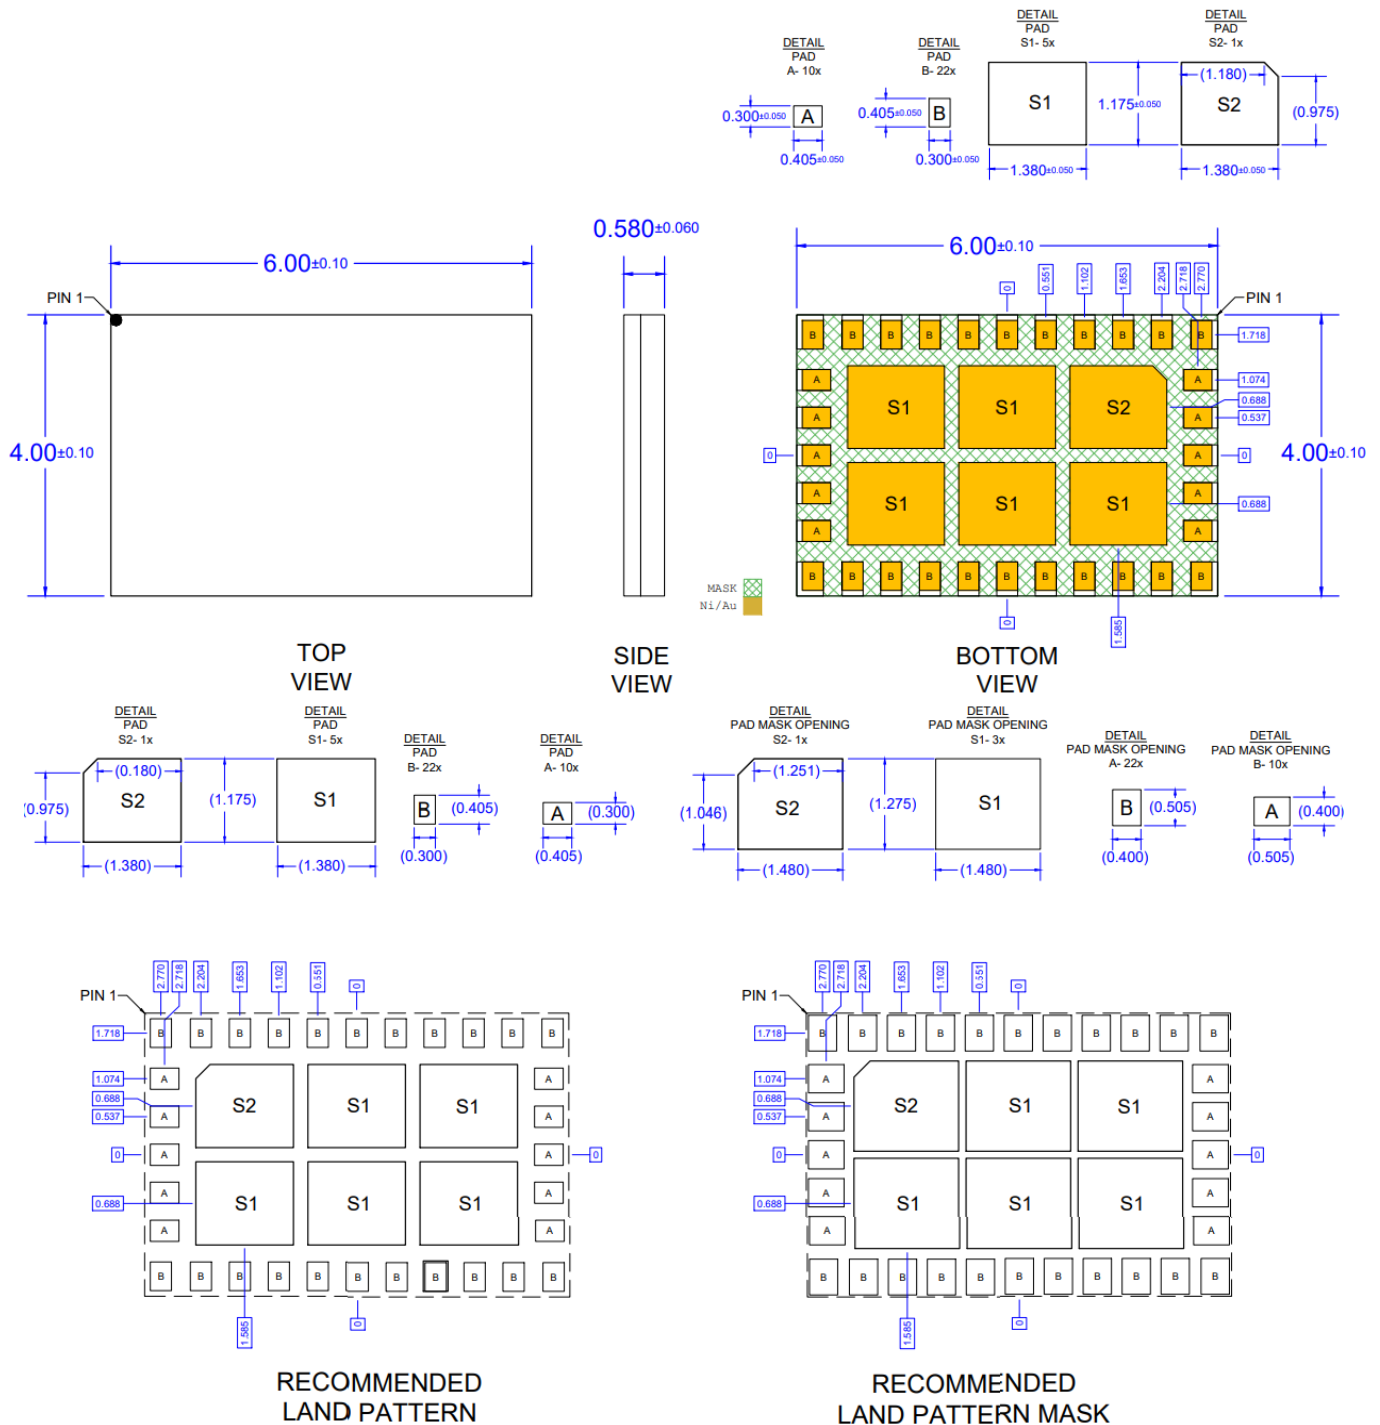 DETAIL
PAD
A- 10x
0.300±0.050
A
0.405±0.050
DETAIL
PAD
B- 22x
0.405±0.050
B
0.300±0.050
DETAIL
PAD
S1- 5x
S1
1.175±0.050
1.380±0.050
DETAIL
PAD
S2- 1x
(1.180)
S2
(0.975)
1.380±0.050
6.00±0.10
PIN 1
4.00±0.10
TOP
VIEW
0.580±0.060
SIDE
VIEW
6.00±0.10
0
0.551
1.102
1.653
2.204
2.718
2.770
PIN 1
B B B B B B B B B B B
1.718
A A
1.074
S1 S1 S2
0.688
A A
0.537
0
A A
0
4.00±0.10
A A
S1 S1 S1
0.688
A A
B B B B B B B B B B B
MASK
Ni/Au
0
1.585
BOTTOM
VIEW
DETAIL
PAD
S2- 1x
(0.180)
(0.975)
S2
(1.380)
DETAIL
PAD
S1- 5x
(1.175)
S1
(1.380)
DETAIL
PAD
B- 22x
B
(0.405)
(0.300)
DETAIL
PAD
A- 10x
A
(0.300)
(0.405)
DETAIL
PAD MASK OPENING
S2- 1x
(1.251)
(1.046)
S2
(1.480)
DETAIL
PAD MASK OPENING
S1- 3x
(1.275)
S1
(1.480)
DETAIL
PAD MASK OPENING
A- 22x
B
(0.505)
(0.400)
DETAIL
PAD MASK OPENING
B- 10x
A
(0.400)
(0.505)
2.770
2.718
2.204
1.653
1.102
0.551
0
PIN 1
1.718
B B B B B B B B B B B
1.074
A A
0.688
S2 S1 S1
0.537
A A
0
A A
0
A A
0.688
S1 S1 S1
A A
B B B B B B B B B B B
1.585
0
RECOMMENDED
LAND PATTERN
2.770
2.718
2.204
1.653
1.102
0.551
0
PIN 1
1.718
B B B B B B B B B B B
1.074
A A
0.688
S2 S1 S1
0.537
A A
0
A A
0
A A
0.688
S1 S1 S1
A A
B B B B B B B B B B B
1.585
0
RECOMMENDED
LAND PATTERN MASK